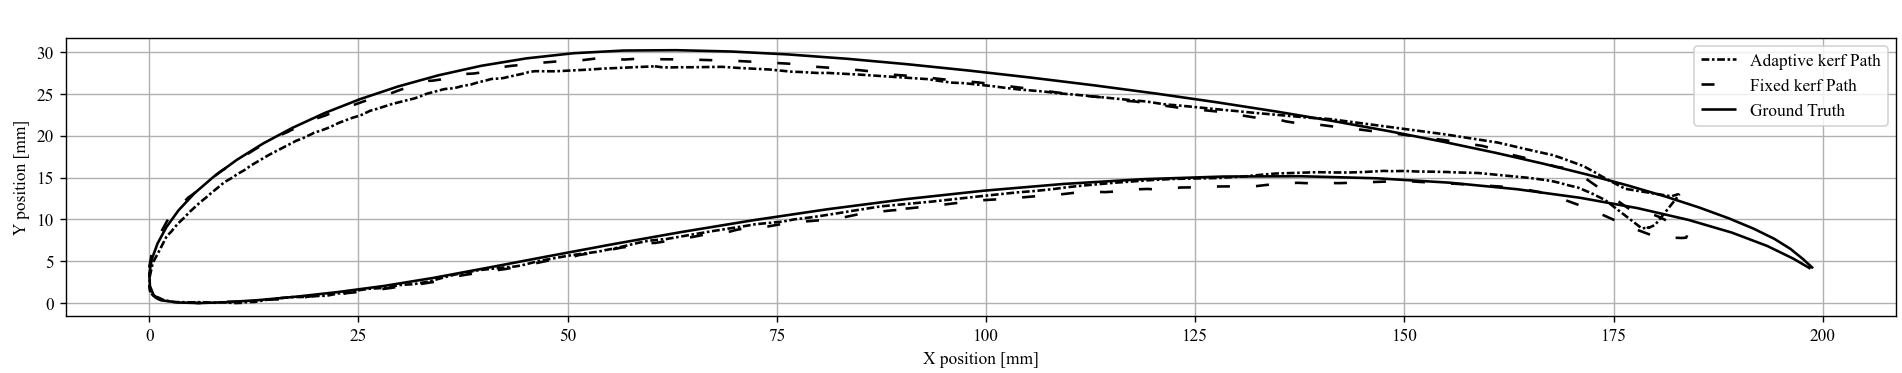 30
25
20
15
10
5
0
Y position [mm]
0 25 50 75 100 125 150 175 200
X position [mm]
Adaptive kerf Path
Fixed kerf Path
Ground Truth